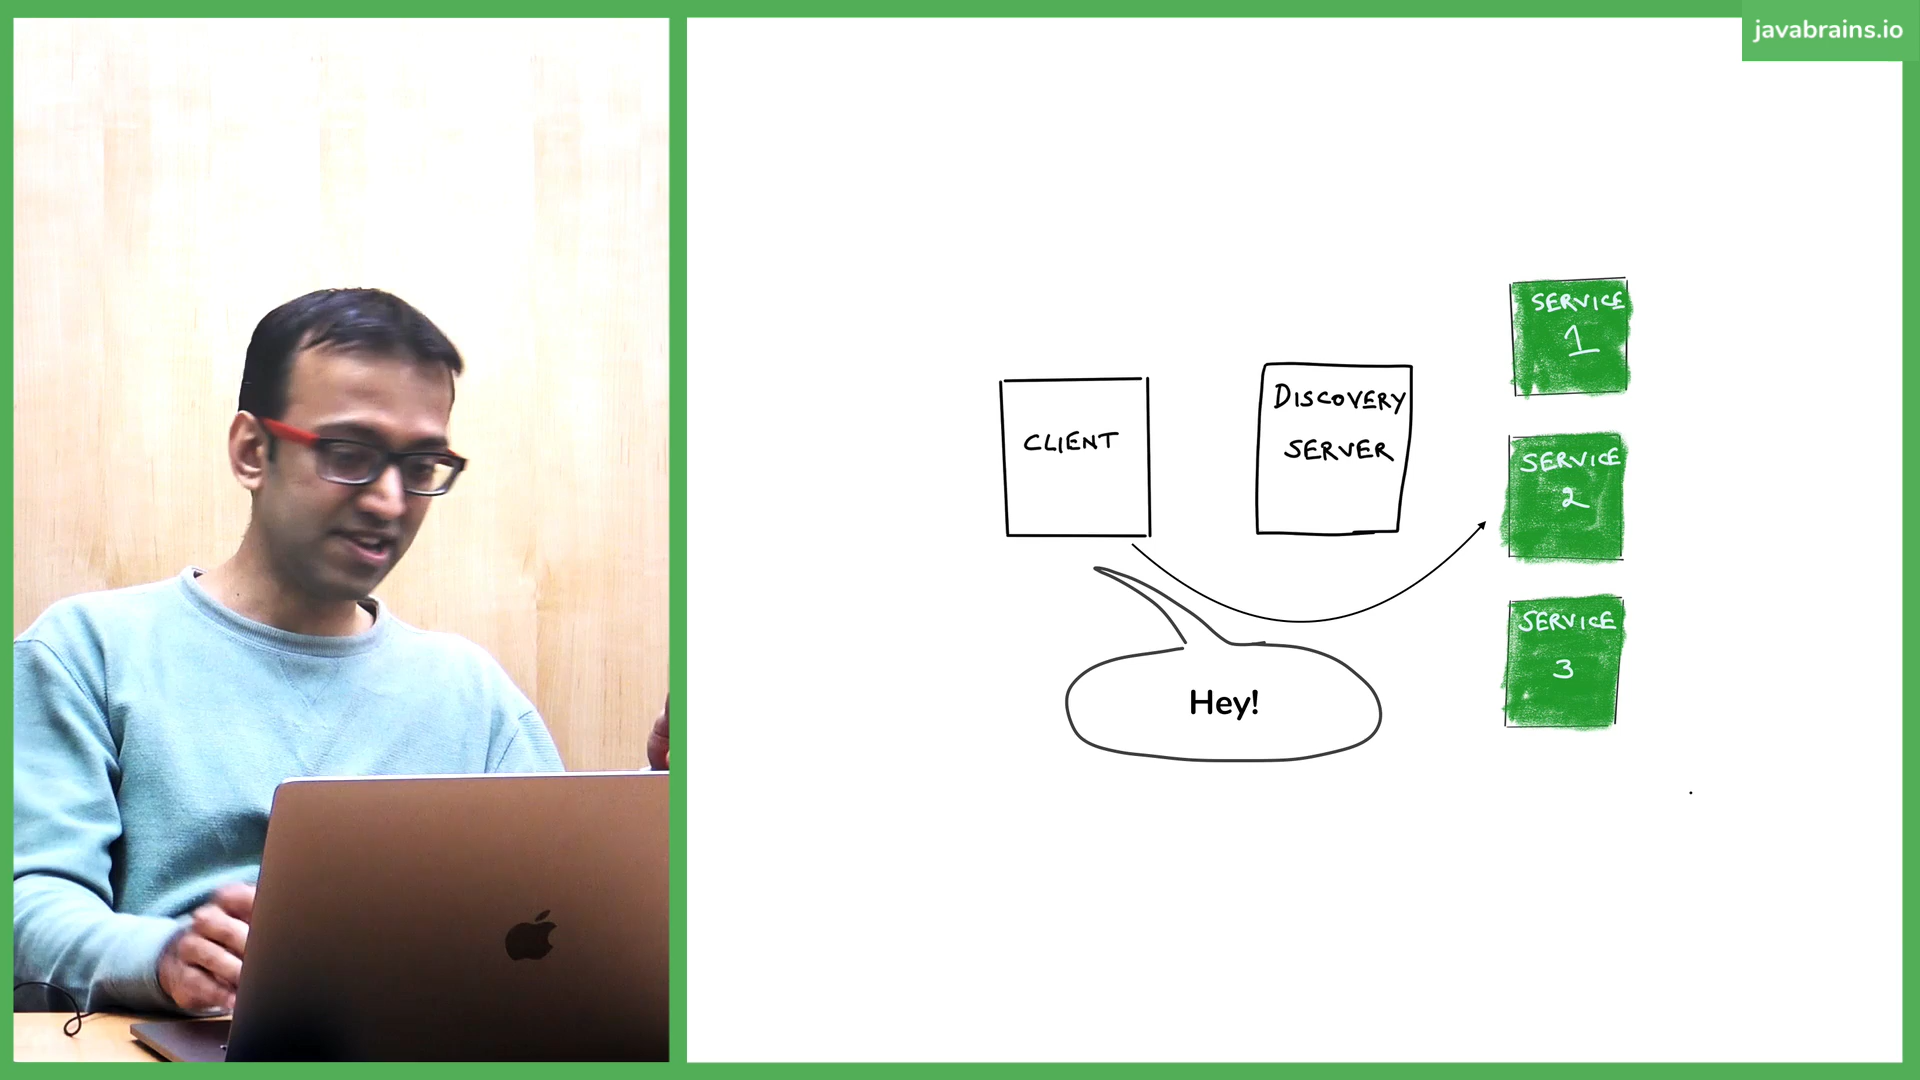 javabrains.io
CLIENT
DISCOVERY
SERVER
SERVICE
1
SERVICE
2
SERVICE
3
Hey!